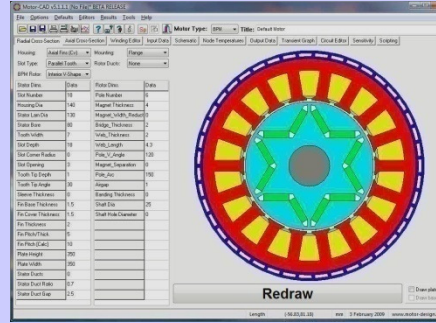 Motor-CAD v5.1.2.1 (No File)* BETA RELEASE
File Options Defaults Editors Results Tools Help
Motor Type: BPM Title: Default Motor
Radial Cross-Section Axial Cross-Section Winding Editor Input Data Schematic Node Temperatures Output Data Transient Graph Circuit Editor Sensitivity Scripting
Housing: Axial Fins (Cir) Mounting: Flange
Slot Type: Parallel Tooth Rotor Ducts: None
BPM Rotor: Interior V-Shape
Stator Dims Data Rotor Dims Data
Slot Number 18 Pole Number 6
Housing Dia 140 Magnet Thickness 4
Stator Lam Dia 130 Magnet_Width_Reduct 0
Stator Bore 80 Bridge_Thickness 2
Tooth Width 7 Web_Thickness 2
Slot Depth 18 Web_Length 4.3
Slot Corner Radius 0 Pole_V_Angle 120
Slot Opening 3 Magnet_Separation 0
Tooth Tip Depth 1 Pole_Arc 150
Tooth Tip Angle 30 Airgap 1
Sleeve Thickness 0 Banding Thickness 0
Fin Base Thickness 1.5 Shaft Dia 25
Fin Cover Thickness 1.5 Shaft Hole Diameter 0
Fin Thickness 2
Fin Pitch/Thick 5
Fin Pitch [Calc] 10
Plate Height 350
Plate Width 350
Stator Ducts 0
Stator Duct Ratio 0.7
Stator Duct Gap 2.5
Redraw
Length mm 3 February 2009 www.motor-design